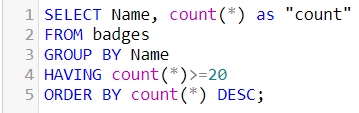 1 SELECT Name, count(*) as "count"
2 FROM badges
3 GROUP BY Name
4 HAVING count(*)>=20
5 ORDER BY count(*) DESC;